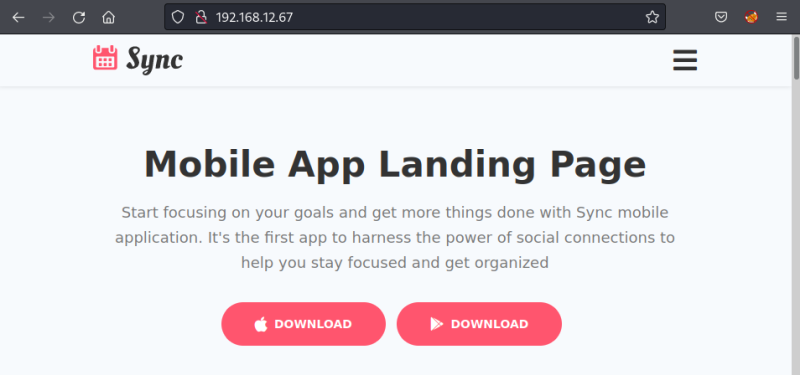 192.168.12.67
Sync
Mobile App Landing Page
Start focusing on your goals and get more things done with Sync mobile
application. It's the first app to harness the power of social connections to
help you stay focused and get organized
DOWNLOAD
DOWNLOAD